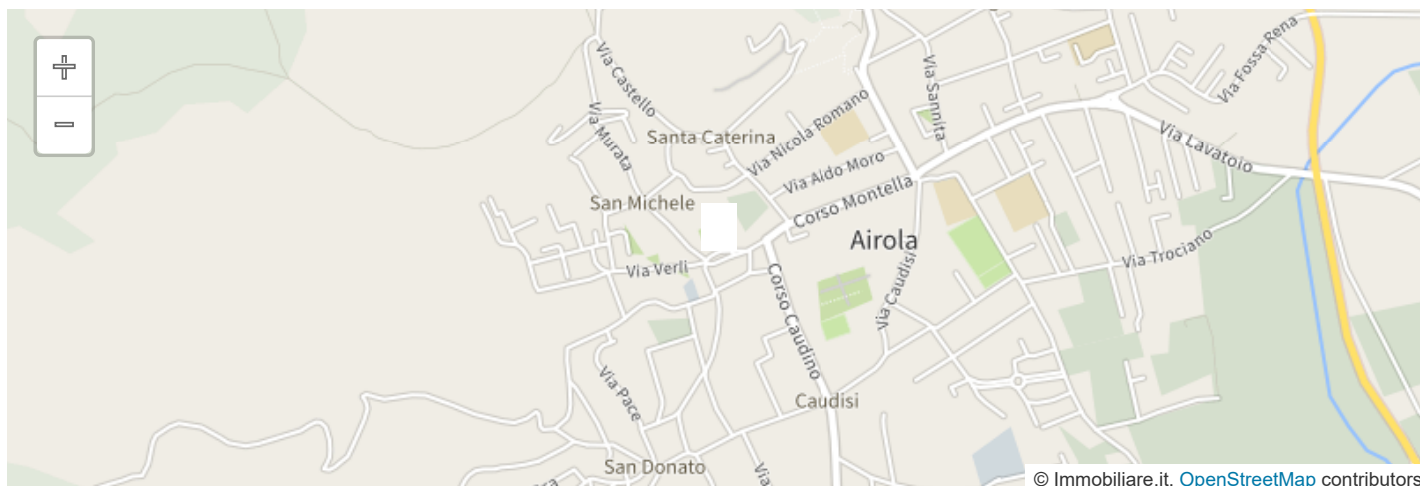 Via Fossa Rena
Via Castello
Via Sannita
Via Murata
Santa Caterina
Via Nicola Romano
Via Lavatoio
Via Aldo Moro
San Michele
Corso Montella
Airola
Via Trociano
Via Verli
Via Caudisi
Corso Caudino
Via Pace
Caudisi
San Donato
Via
© Immobiliare.it, OpenStreetMap contributors